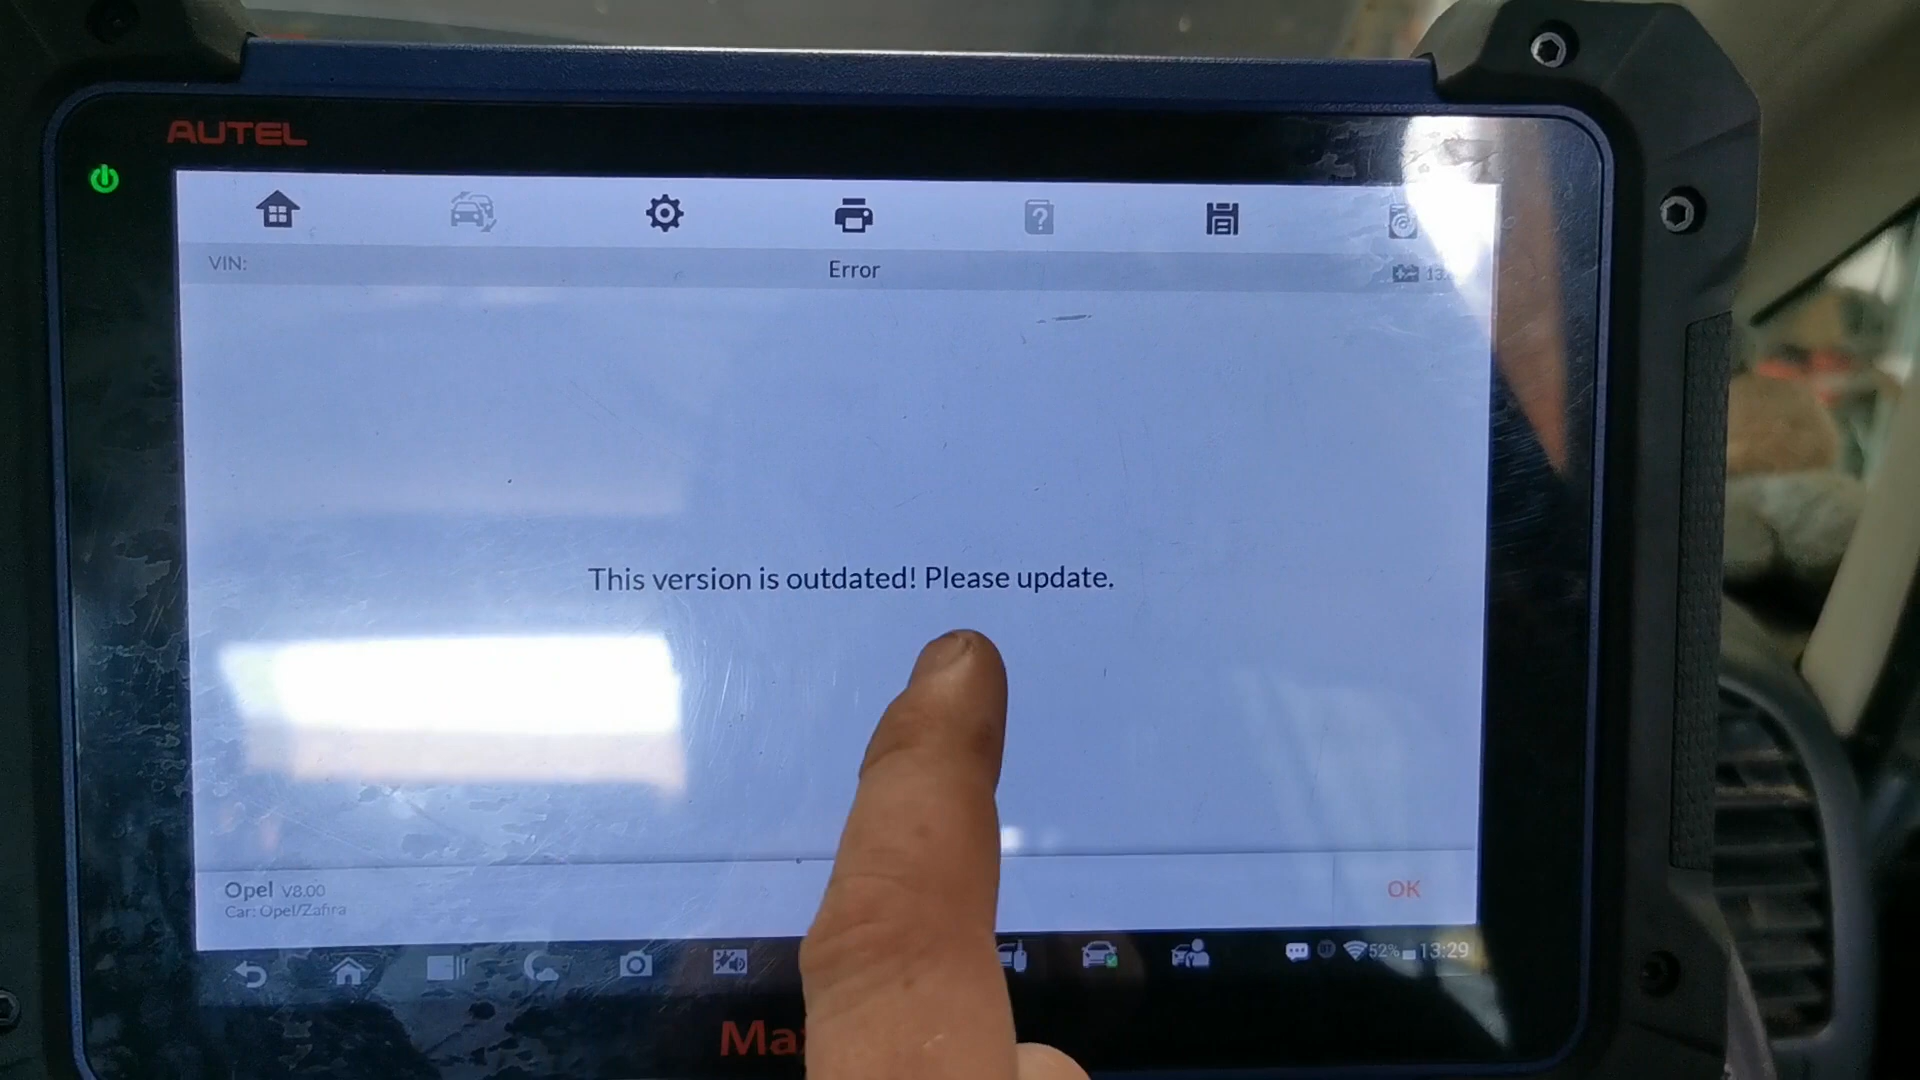 AUTEL
VIN:
Error
This version is outdated! Please update.
Opel V8.00
Car: Opel/Zafira
OK
52% 13:29